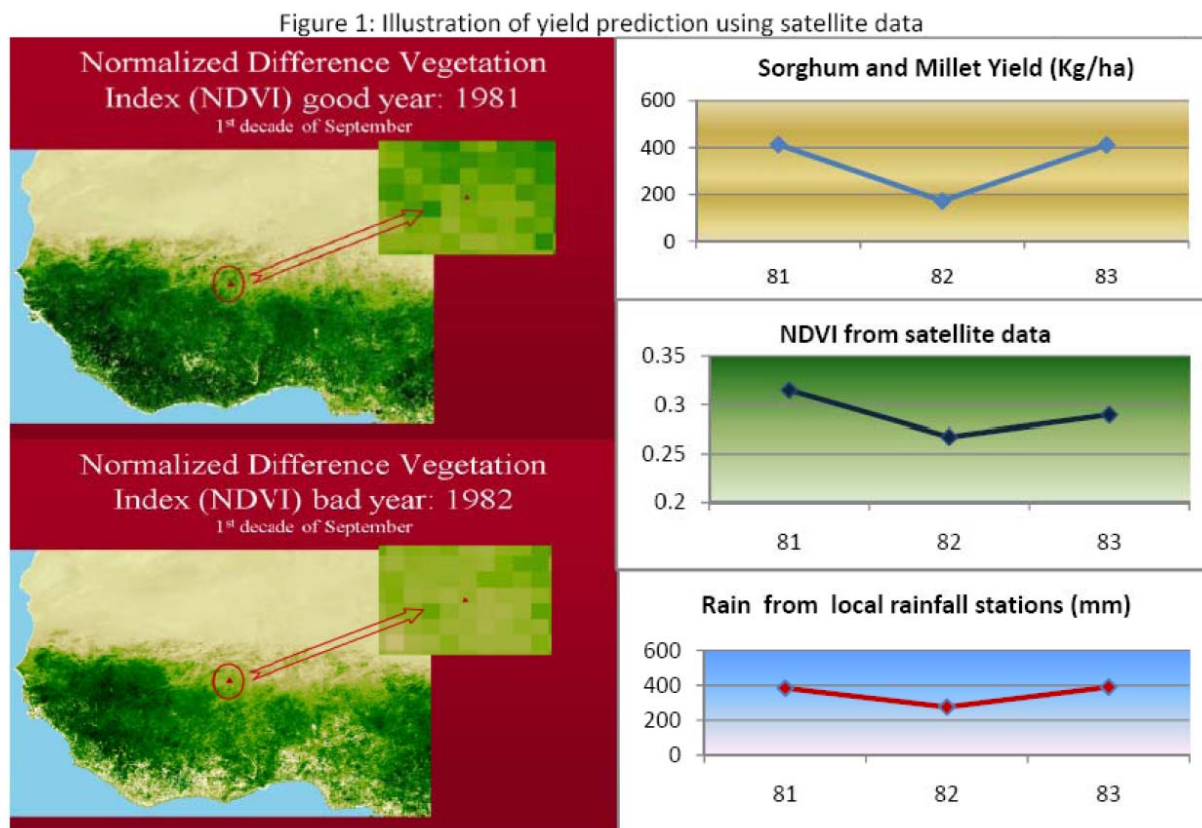 Figure 1: Illustration of yield prediction using satellite data
Normalized Difference Vegetation
Index (NDVI) good year: 1981
1st decade of September
Normalized Difference Vegetation
Index (NDVI) bad year: 1982
1st decade of September
Sorghum and Millet Yield (Kg/ha)
600
400
200
0
81 82 83
NDVI from satellite data
0.35
0.3
0.25
0.2
81 82 83
Rain from local rainfall stations (mm)
600
400
200
0
81 82 83